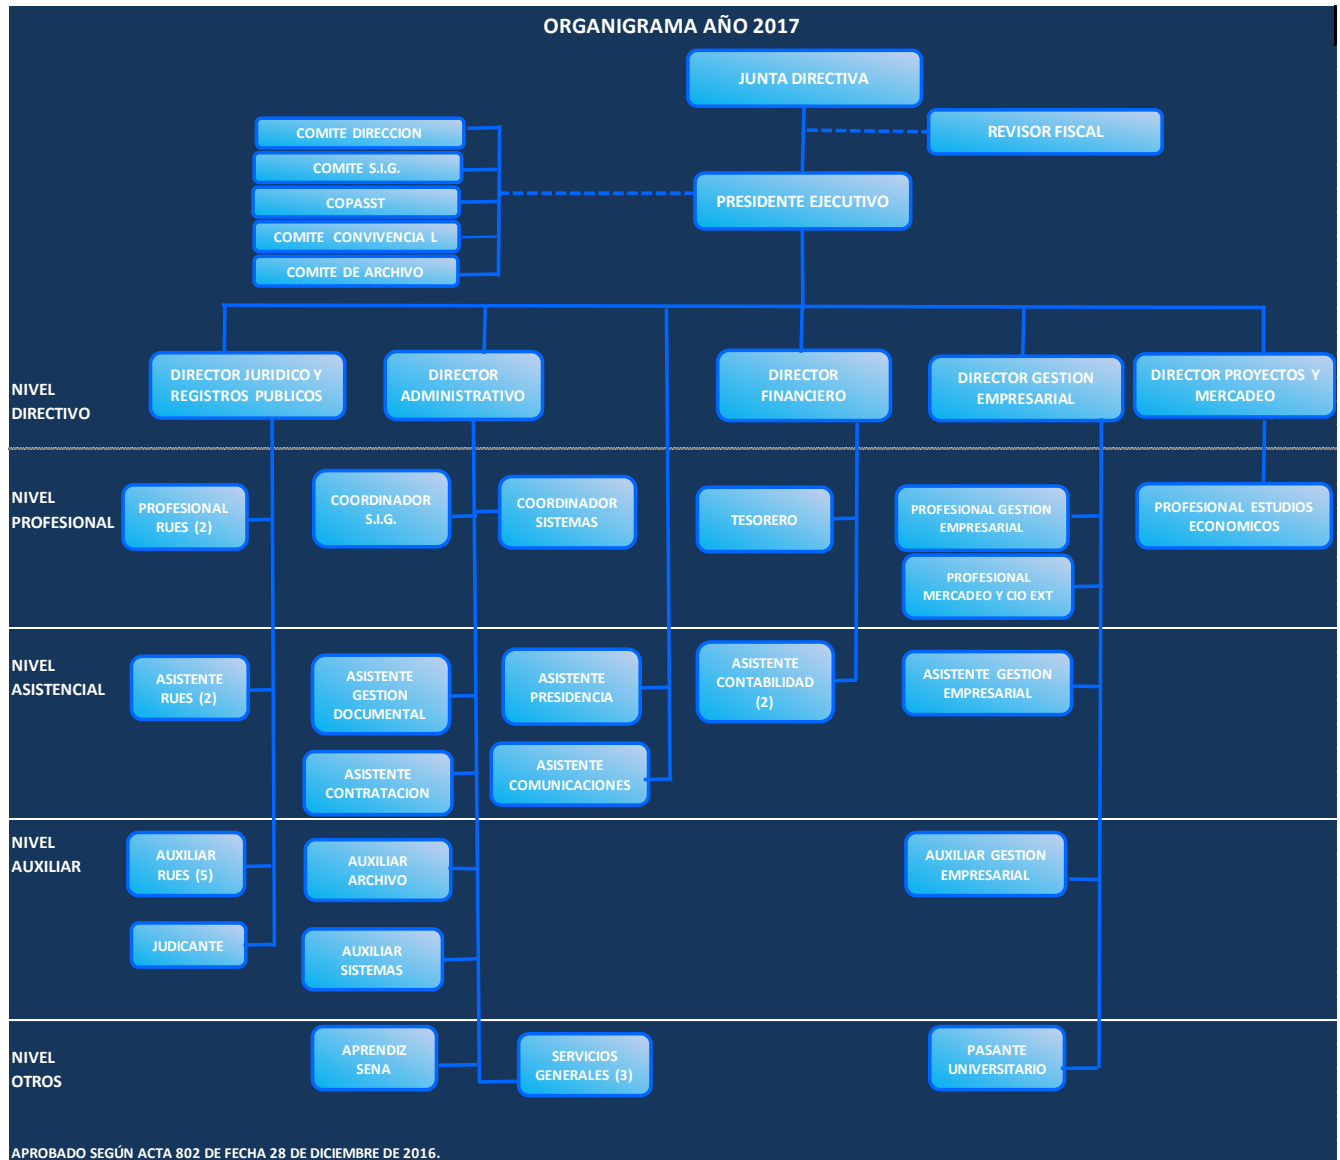 ORGANIGRAMA AÑO 2017
JUNTA DIRECTIVA
REVISOR FISCAL
COMITE DIRECCION
COMITE S.I.G.
COPASST
COMITE CONVIVENCIA L
COMITE DE ARCHIVO
PRESIDENTE EJECUTIVO
NIVEL
DIRECTIVO
DIRECTOR JURIDICO Y
REGISTROS PUBLICOS
DIRECTOR
ADMINISTRATIVO
DIRECTOR
FINANCIERO
DIRECTOR GESTION
EMPRESARIAL
DIRECTOR PROYECTOS Y
MERCADEO
NIVEL
PROFESIONAL
PROFESIONAL
RUES (2)
COORDINADOR
S.I.G.
COORDINADOR
SISTEMAS
TESORERO
PROFESIONAL GESTION
EMPRESARIAL
PROFESIONAL ESTUDIOS
ECONOMICOS
PROFESIONAL
MERCADEO Y CIO EXT
NIVEL
ASISTENCIAL
ASISTENTE
RUES (2)
ASISTENTE
GESTION
DOCUMENTAL
ASISTENTE
PRESIDENCIA
ASISTENTE
CONTABILIDAD
(2)
ASISTENTE GESTION
EMPRESARIAL
ASISTENTE
CONTRATACION
ASISTENTE
COMUNICACIONES
NIVEL
AUXILIAR
AUXILIAR
RUES (5)
AUXILIAR
ARCHIVO
AUXILIAR GESTION
EMPRESARIAL
JUDICANTE
AUXILIAR
SISTEMAS
NIVEL
OTROS
APRENDIZ
SENA
SERVICIOS
GENERALES (3)
PASANTE
UNIVERSITARIO
APROBADO SEGÚN ACTA 802 DE FECHA 28 DE DICIEMBRE DE 2016.